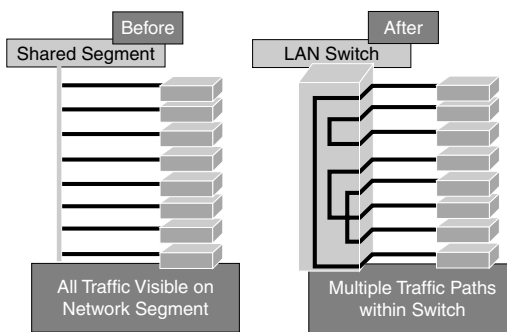 Before
Shared Segment
All Traffic Visible on
Network Segment
After
LAN Switch
Multiple Traffic Paths
within Switch